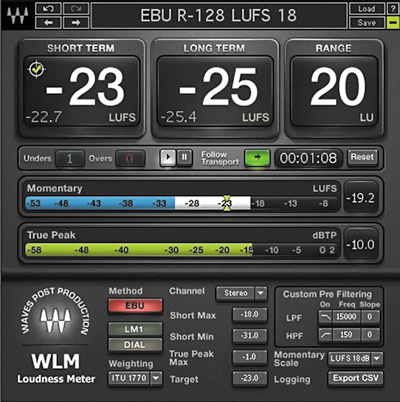 EBU R-128 LUFS 18
Load
Save
?
SHORT TERM
-23
-22.7 LUFS
LONG TERM
-25
-25.4 LUFS
RANGE
20
LU
Unders 1 Overs 0
Follow Transport
00:01:08 Reset
Momentary LUFS
-53 -48 -43 -38 -33 -28 -23 -18 -13 -8
-19.2
True Peak dBTP
-58 -48 -40 -30 -25 -20 -15 -10 -5 0 2
-10.0
WAVES POST PRODUCTION
WLM
Loudness Meter
Method
EBU
LM1
DIAL
Weighting
ITU 1770
Channel Stereo
Short Max -18.0
Short Min -31.0
True Peak Max -1.0
Target -23.0
Custom Pre Filtering
On Freq Slope
LPF 15000 0
HPF 150 0
Momentary Scale LUFS 18dB
Logging Export CSV